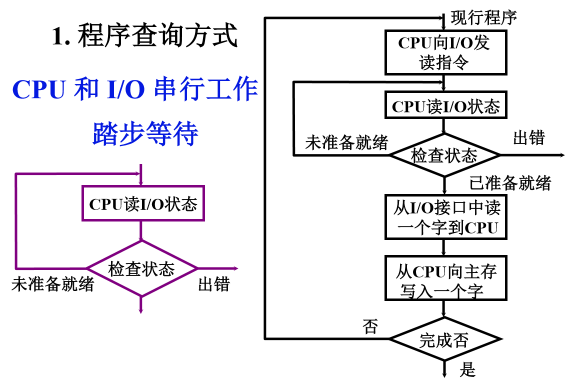 1. 程序查询方式
CPU 和 I/O 串行工作
踏步等待
CPU读I/O状态
检查状态
未准备就绪
出错
现行程序
CPU向I/O发
读指令
CPU读I/O状态
未准备就绪
检查状态
出错
已准备就绪
从I/O接口中读
一个字到CPU
从CPU向主存
写入一个字
否
完成否
是